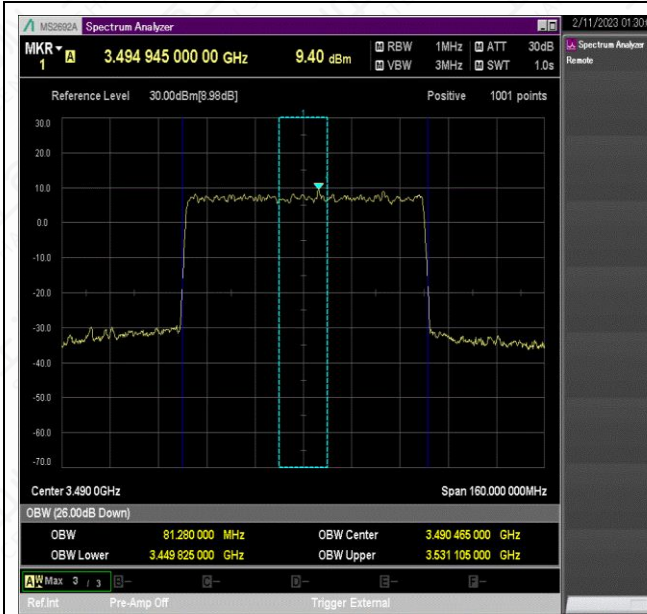 MS2692A Spectrum Analyzer
2/11/2023 01:30:
MKR 1 A 3.494 945 000 00 GHz 9.40 dBm
M RBW 1MHz M ATT 30dB
M VBW 3MHz M SWT 1.0s
Spectrum Analyzer
Remote
Reference Level 30.00dBm[8.98dB] Positive 1001 points
30.0
20.0
10.0
0.0
-10.0
-20.0
-30.0
-40.0
-50.0
-60.0
-70.0
Center 3.490 0GHz Span 160.000 000MHz
OBW (26.00dB Down)
OBW 81.280 000 MHz OBW Center 3.490 465 000 GHz
OBW Lower 3.449 825 000 GHz OBW Upper 3.531 105 000 GHz
A W Max 3 / 3 B- C- D- E- F-
Ref.Int Pre-Amp Off Trigger External